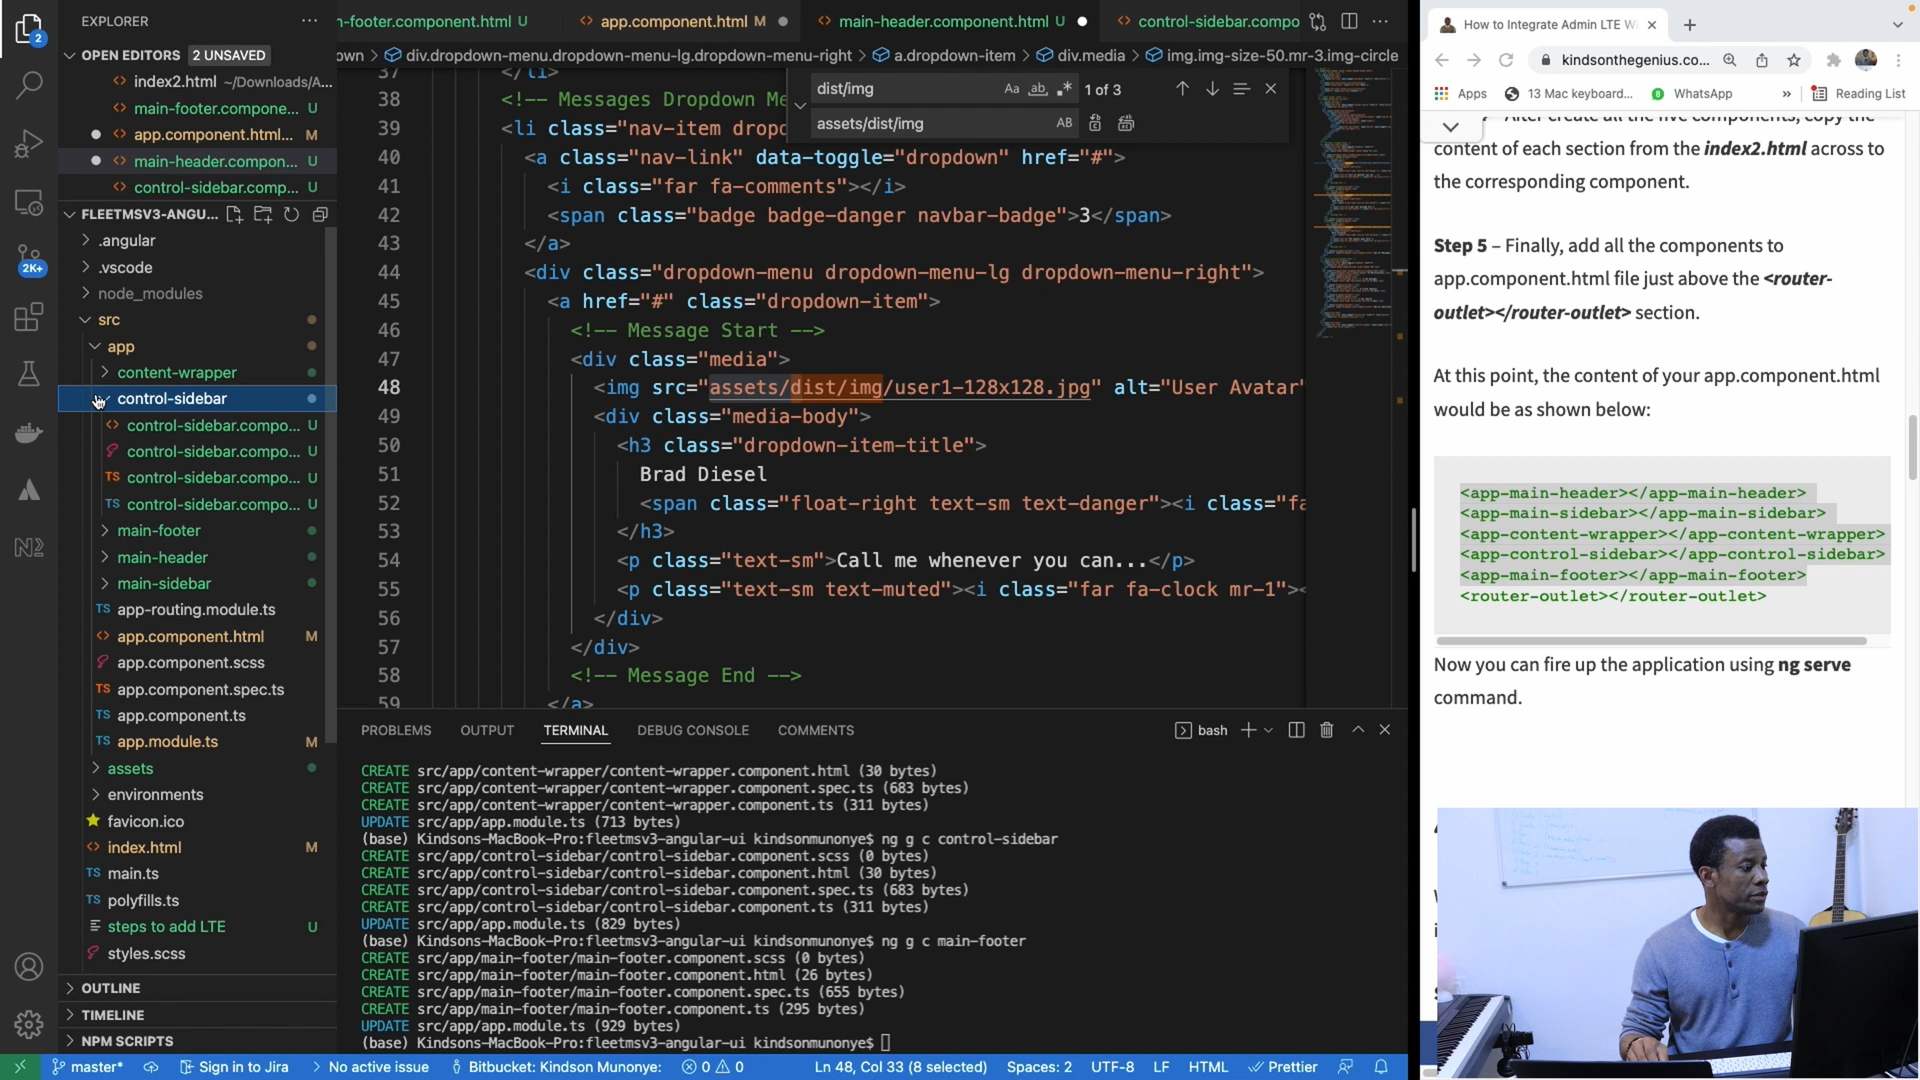 EXPLORER
OPEN EDITORS 2 UNSAVED
index2.html ~/Downloads/A...
main-footer.compone... U
app.component.html... M
main-header.compon... U
control-sidebar.comp... U
FLEETMSV3-ANGU...
.angular
.vscode
node_modules
src
app
content-wrapper
control-sidebar
control-sidebar.compo... U
control-sidebar.compo... U
TS control-sidebar.compo... U
TS control-sidebar.compo... U
main-footer
main-header
main-sidebar
TS app-routing.module.ts
app.component.html M
app.component.scss
TS app.component.spec.ts
TS app.component.ts
TS app.module.ts M
assets
environments
favicon.ico
index.html M
TS main.ts
TS polyfills.ts
steps to add LTE U
styles.scss
OUTLINE
TIMELINE
NPM SCRIPTS
2
2K+
n-footer.component.html U
app.component.html M
main-header.component.html U
control-sidebar.compo
own > div.dropdown-menu.dropdown-menu-lg.dropdown-menu-right > a.dropdown-item > div.media > img.img-size-50.mr-3.img-circle
dist/img Aa ab 1 of 3
assets/dist/img AB
37 </li>
38 <!-- Messages Dropdown Me
39 <li class="nav-item dropd
40 <a class="nav-link" data-toggle="dropdown" href="#">
41 <i class="far fa-comments"></i>
42 <span class="badge badge-danger navbar-badge">3</span>
43 </a>
44 <div class="dropdown-menu dropdown-menu-lg dropdown-menu-right">
45 <a href="#" class="dropdown-item">
46 <!-- Message Start -->
47 <div class="media">
48 <img src="assets/dist/img/user1-128x128.jpg" alt="User Avatar"
49 <div class="media-body">
50 <h3 class="dropdown-item-title">
51 Brad Diesel
52 <span class="float-right text-sm text-danger"><i class="fa
53 </h3>
54 <p class="text-sm">Call me whenever you can...</p>
55 <p class="text-sm text-muted"><i class="far fa-clock mr-1"><
56 </div>
57 </div>
58 <!-- Message End -->
59 </a>
PROBLEMS OUTPUT TERMINAL DEBUG CONSOLE COMMENTS bash
CREATE src/app/content-wrapper/content-wrapper.component.html (30 bytes)
CREATE src/app/content-wrapper/content-wrapper.component.spec.ts (683 bytes)
CREATE src/app/content-wrapper/content-wrapper.component.ts (311 bytes)
UPDATE src/app/app.module.ts (713 bytes)
(base) Kindsons-MacBook-Pro:fleetmsv3-angular-ui kindsonmunonye$ ng g c control-sidebar
CREATE src/app/control-sidebar/control-sidebar.component.scss (0 bytes)
CREATE src/app/control-sidebar/control-sidebar.component.html (30 bytes)
CREATE src/app/control-sidebar/control-sidebar.component.spec.ts (683 bytes)
CREATE src/app/control-sidebar/control-sidebar.component.ts (311 bytes)
UPDATE src/app/app.module.ts (829 bytes)
(base) Kindsons-MacBook-Pro:fleetmsv3-angular-ui kindsonmunonye$ ng g c main-footer
CREATE src/app/main-footer/main-footer.component.scss (0 bytes)
CREATE src/app/main-footer/main-footer.component.html (26 bytes)
CREATE src/app/main-footer/main-footer.component.spec.ts (655 bytes)
CREATE src/app/main-footer/main-footer.component.ts (295 bytes)
UPDATE src/app/app.module.ts (929 bytes)
(base) Kindsons-MacBook-Pro:fleetmsv3-angular-ui kindsonmunonye$
master* Sign in to Jira No active issue Bitbucket: Kindson Munonye: 0 0 Ln 48, Col 33 (8 selected) Spaces: 2 UTF-8 LF HTML Prettier
How to Integrate Admin LTE W
kindsonthegenius.co...
Apps 13 Mac keyboard... WhatsApp » Reading List
After create all the five components, copy the
content of each section from the index2.html across to
the corresponding component.
Step 5 – Finally, add all the components to
app.component.html file just above the <router-
outlet></router-outlet> section.
At this point, the content of your app.component.html
would be as shown below:
<app-main-header></app-main-header>
<app-main-sidebar></app-main-sidebar>
<app-content-wrapper></app-content-wrapper>
<app-control-sidebar></app-control-sidebar>
<app-main-footer></app-main-footer>
<router-outlet></router-outlet>
Now you can fire up the application using ng serve
command.